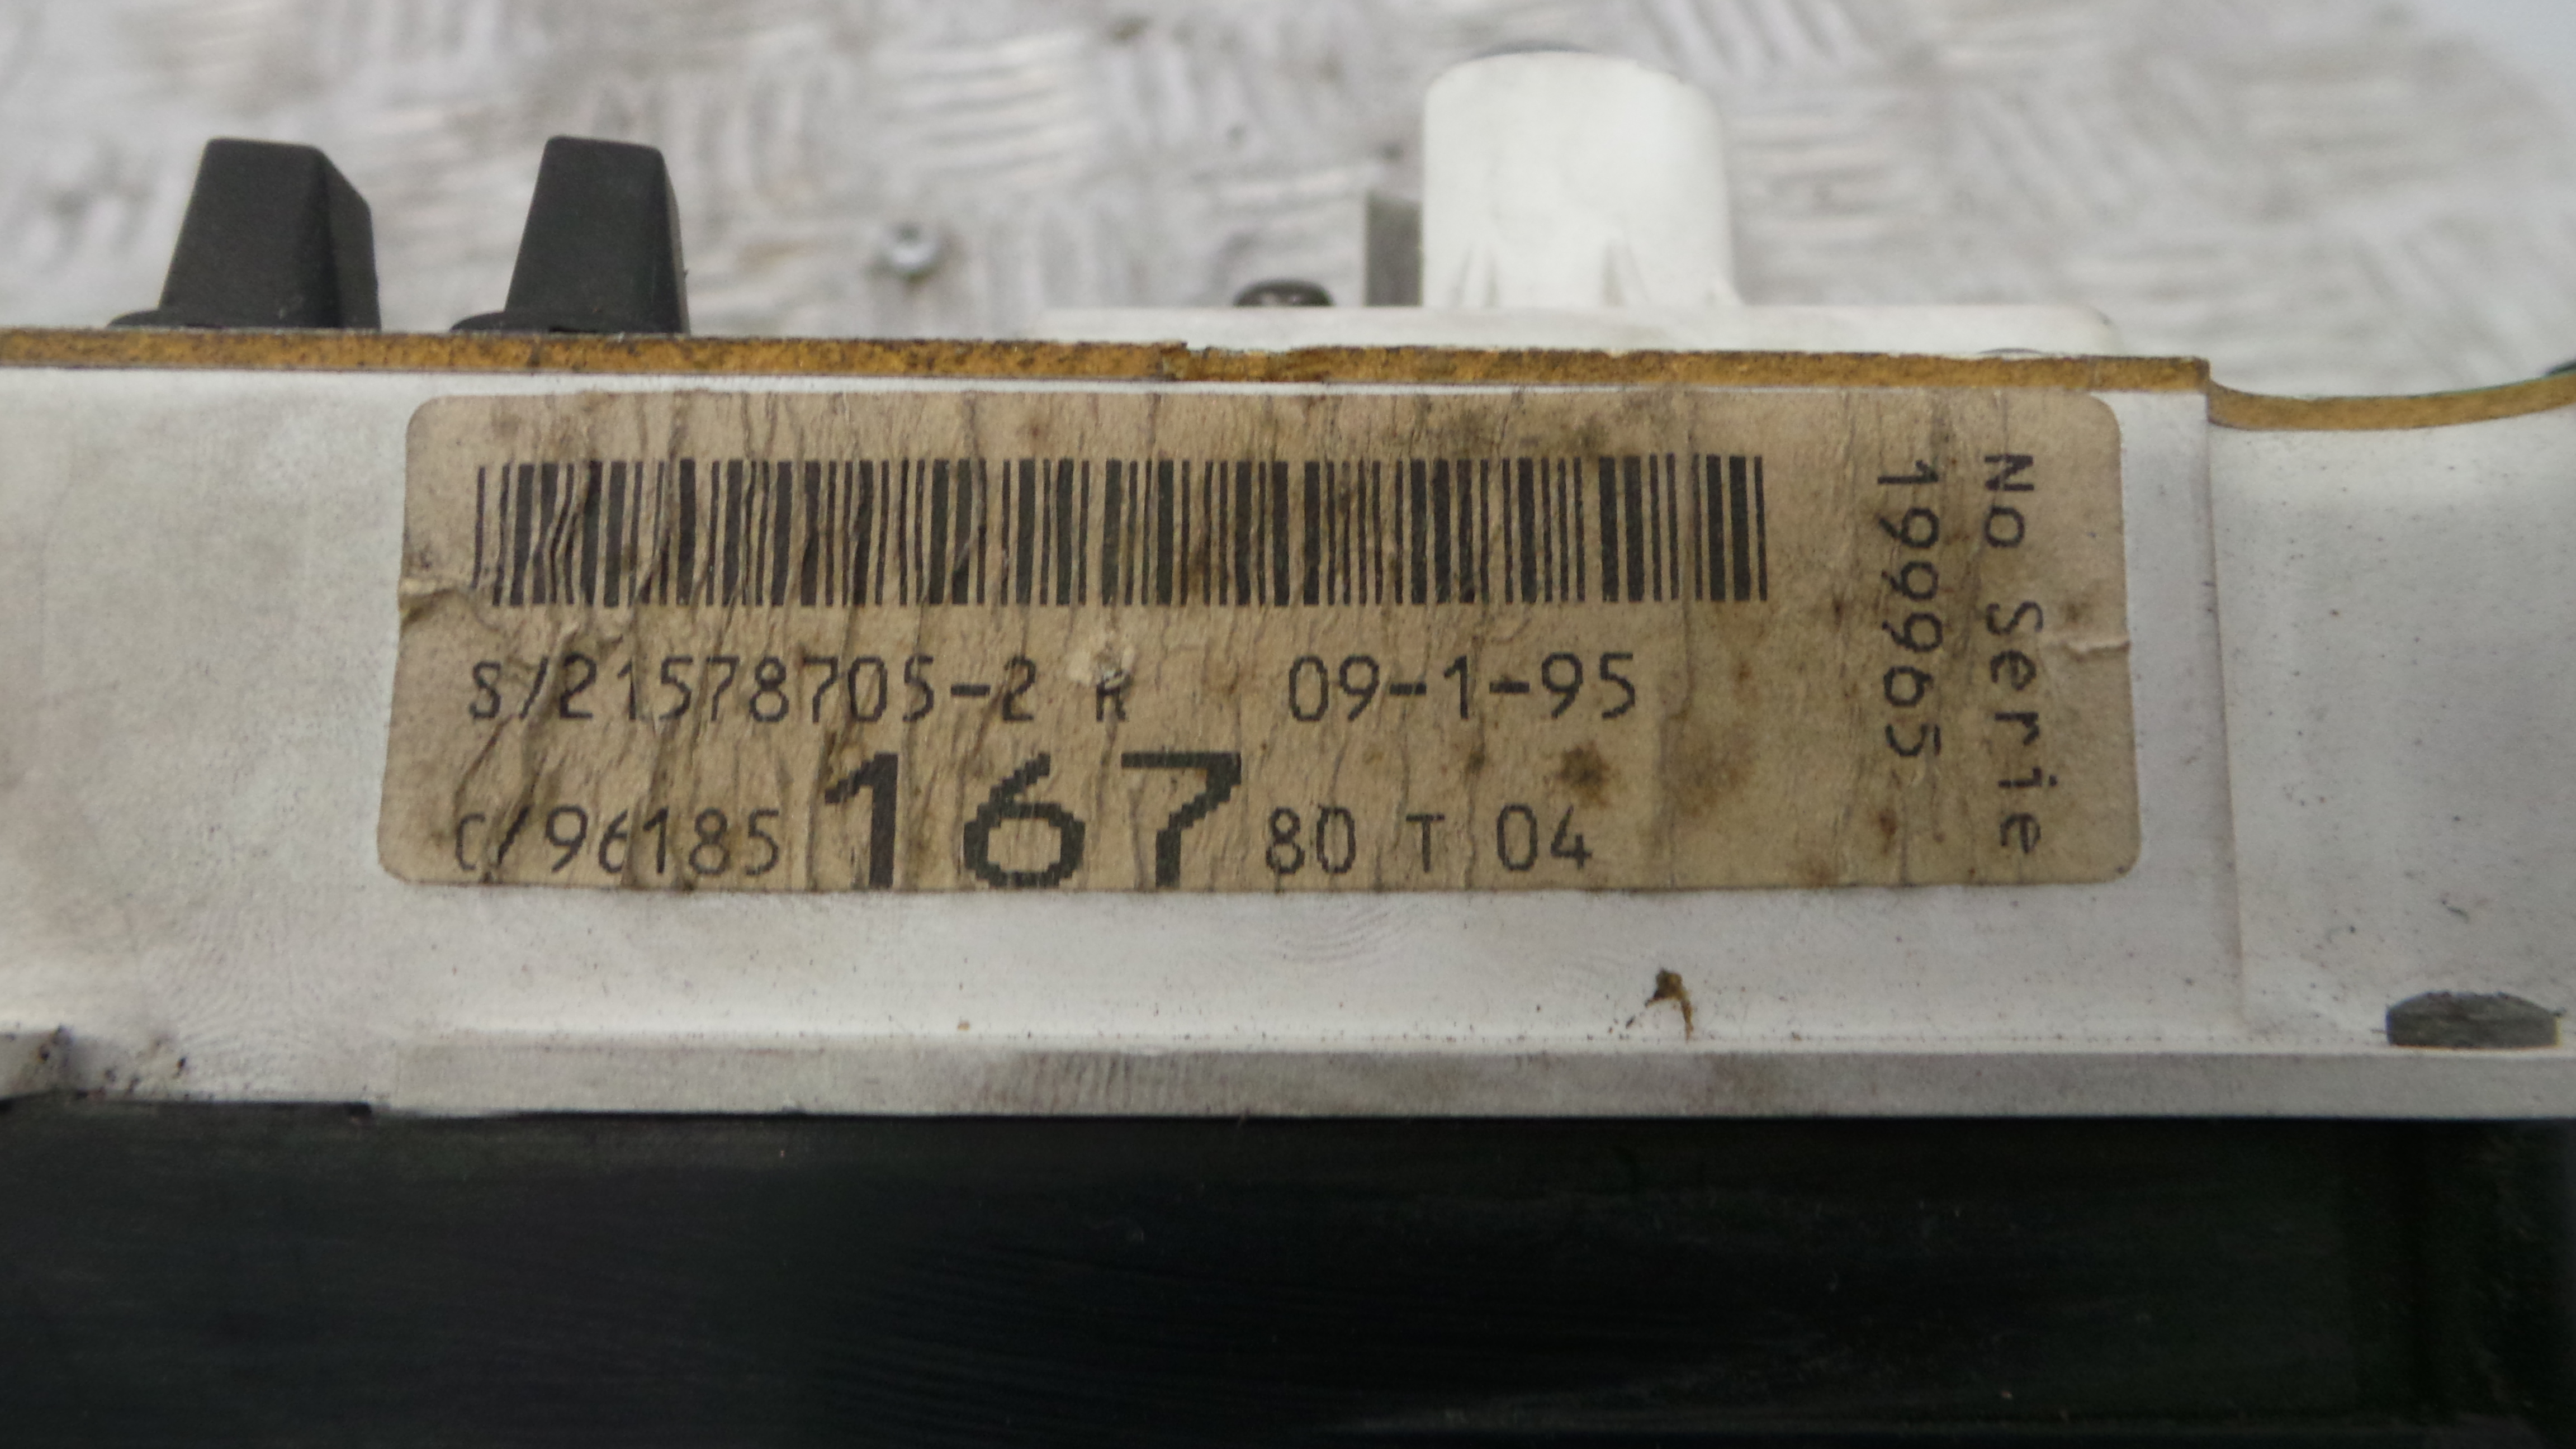 S/21578705-2 R 09-1-95
C/96185 167 80 T 04
No Serie
199965